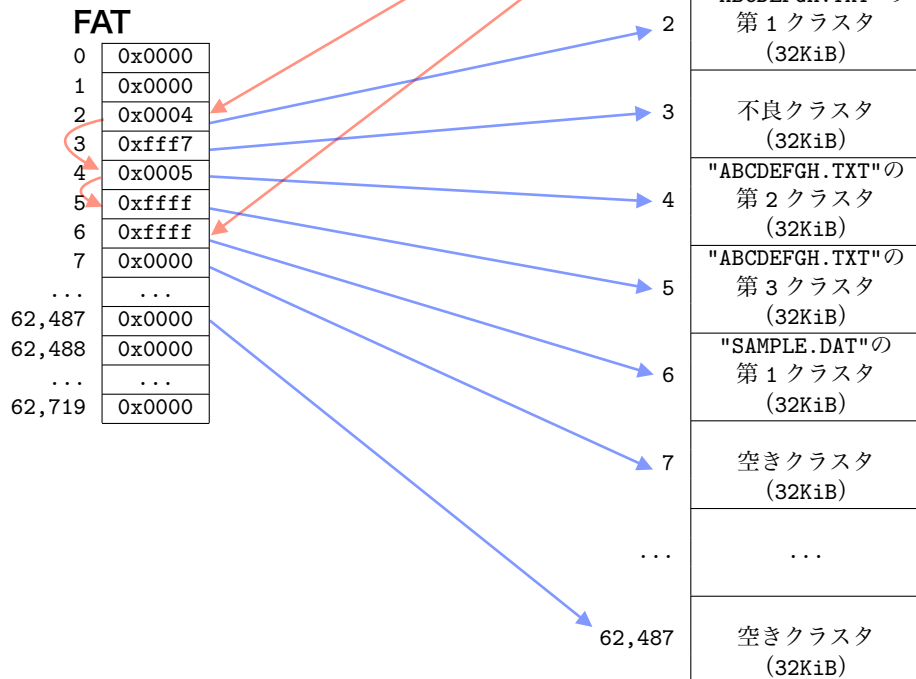 "ABCDEFGH.TXT"の
2
第 1 クラスタ
(32KiB)
FAT
0 0x0000
1 0x0000
2 0x0004
3 0xfff7
4 0x0005
5 0xffff
6 0xffff
7 0x0000
... ...
62,487 0x0000
62,488 0x0000
... ...
62,719 0x0000
3
不良クラスタ
(32KiB)
"ABCDEFGH.TXT"の
4
第 2 クラスタ
(32KiB)
"ABCDEFGH.TXT"の
5
第 3 クラスタ
(32KiB)
"SAMPLE.DAT"の
6
第 1 クラスタ
(32KiB)
7
空きクラスタ
(32KiB)
... ...
62,487
空きクラスタ
(32KiB)